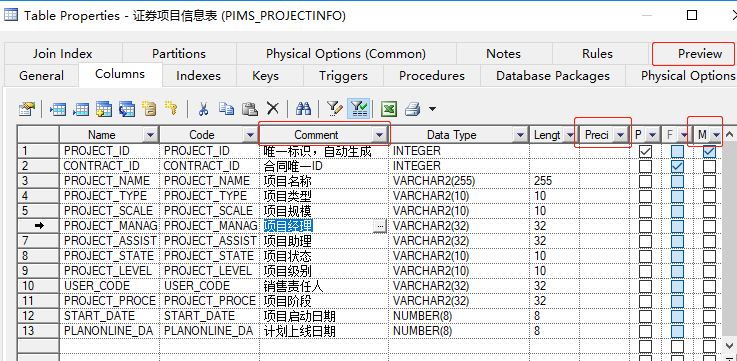 Table Properties - 证券项目信息表 (PIMS_PROJECTINFO)
Join Index Partitions Physical Options (Common) Notes Rules Preview
General Columns Indexes Keys Triggers Procedures Database Packages Physical Options
Name Code Comment Data Type Lengt Preci P F M
1 PROJECT_ID PROJECT_ID 唯一标识，自动生成 INTEGER
2 CONTRACT_ID CONTRACT_ID 合同唯一ID INTEGER
3 PROJECT_NAME PROJECT_NAME 项目名称 VARCHAR2(255) 255
4 PROJECT_TYPE PROJECT_TYPE 项目类型 VARCHAR2(10) 10
5 PROJECT_SCALE PROJECT_SCALE 项目规模 VARCHAR2(10) 10
PROJECT_MANAG PROJECT_MANAG 项目经理 ... VARCHAR2(32) 32
7 PROJECT_ASSIST PROJECT_ASSIST 项目助理 VARCHAR2(32) 32
8 PROJECT_STATE PROJECT_STATE 项目状态 VARCHAR2(10) 10
9 PROJECT_LEVEL PROJECT_LEVEL 项目级别 VARCHAR2(10) 10
10 USER_CODE USER_CODE 销售责任人 VARCHAR2(32) 32
11 PROJECT_PROCE PROJECT_PROCE 项目阶段 VARCHAR2(32) 32
12 START_DATE START_DATE 项目启动日期 NUMBER(8) 8
13 PLANONLINE_DA PLANONLINE_DA 计划上线日期 NUMBER(8) 8